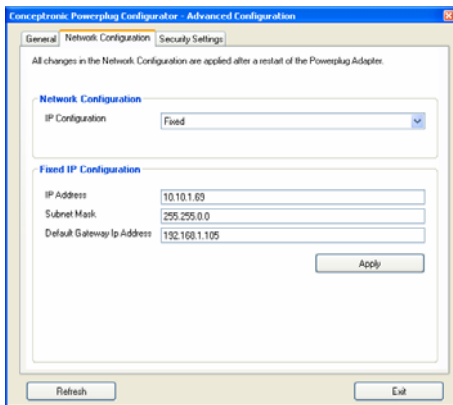 Conceptronic Powerplug Configurator - Advanced Configuration
General Network Configuration Security Settings
All changes in the Network Configuration are applied after a restart of the Powerplug Adapter.
Network Configuration
IP Configuration Fixed
Fixed IP Configuration
IP Address 10.10.1.69
Subnet Mask 255.255.0.0
Default Gateway Ip Address 192.168.1.105
Apply
Refresh Exit